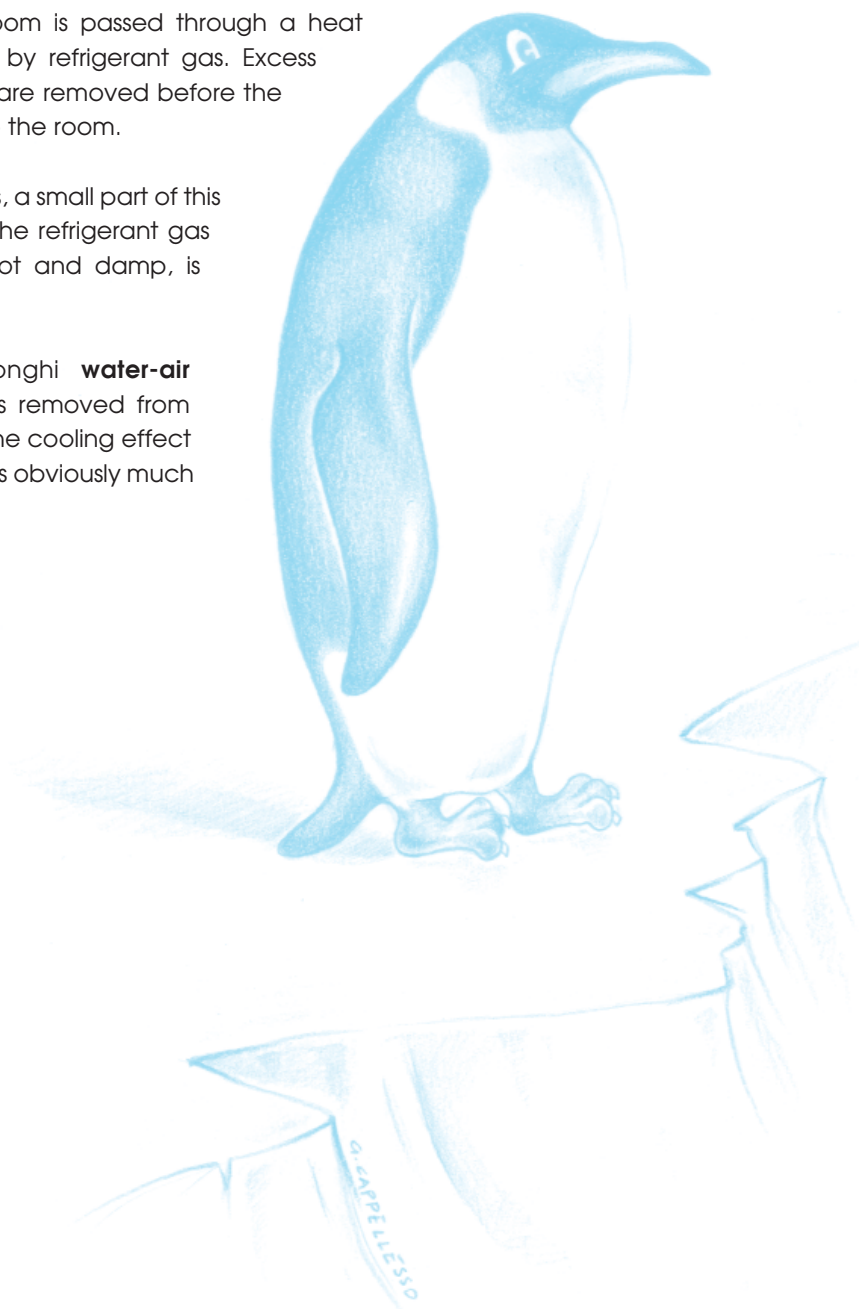 oom is passed through a heat
by refrigerant gas. Excess
are removed before the
the room.
, a small part of this
he refrigerant gas
ot and damp, is
onghi water-air
s removed from
he cooling effect
s obviously much
G. CAPPELLESSO